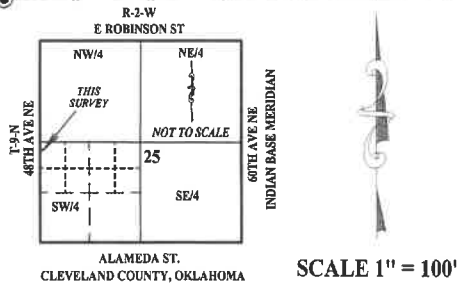 R-2-W
E ROBINSON ST
NW/4
NE/4
THIS
SURVEY
NOT TO SCALE
T-9-N
48TH AVE NE
60TH AVE NE
INDIAN BASE MERIDIAN
25
SW/4
SE/4
ALAMEDA ST.
CLEVELAND COUNTY, OKLAHOMA
SCALE 1" = 100'